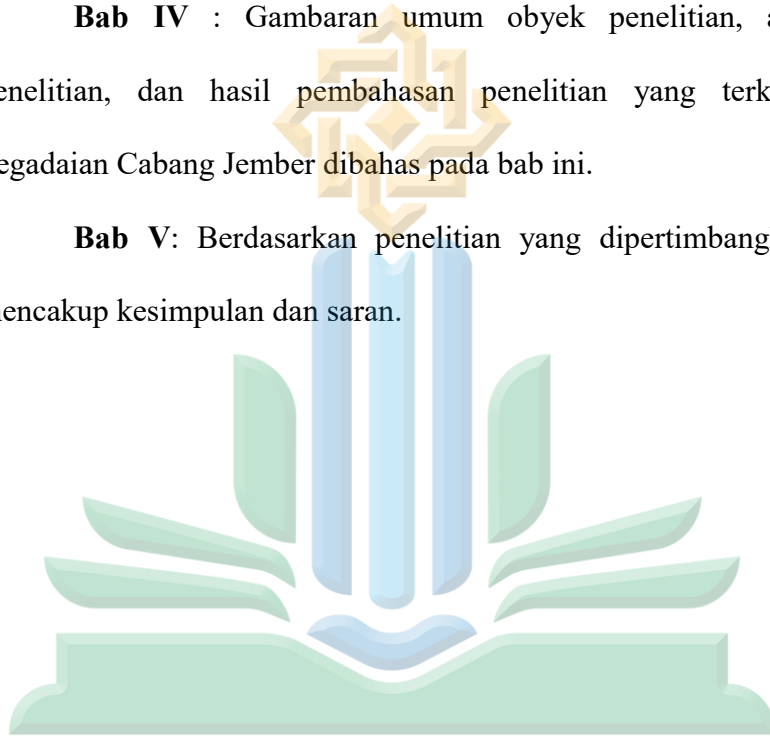 Bab IV : Gambaran umum obyek penelitian,
dan hasil pembahasan penelitian yang
Cabang Jember dibahas pada bab ini.
Bab V: Berdasarkan penelitian yang
kesimpulan dan saran.